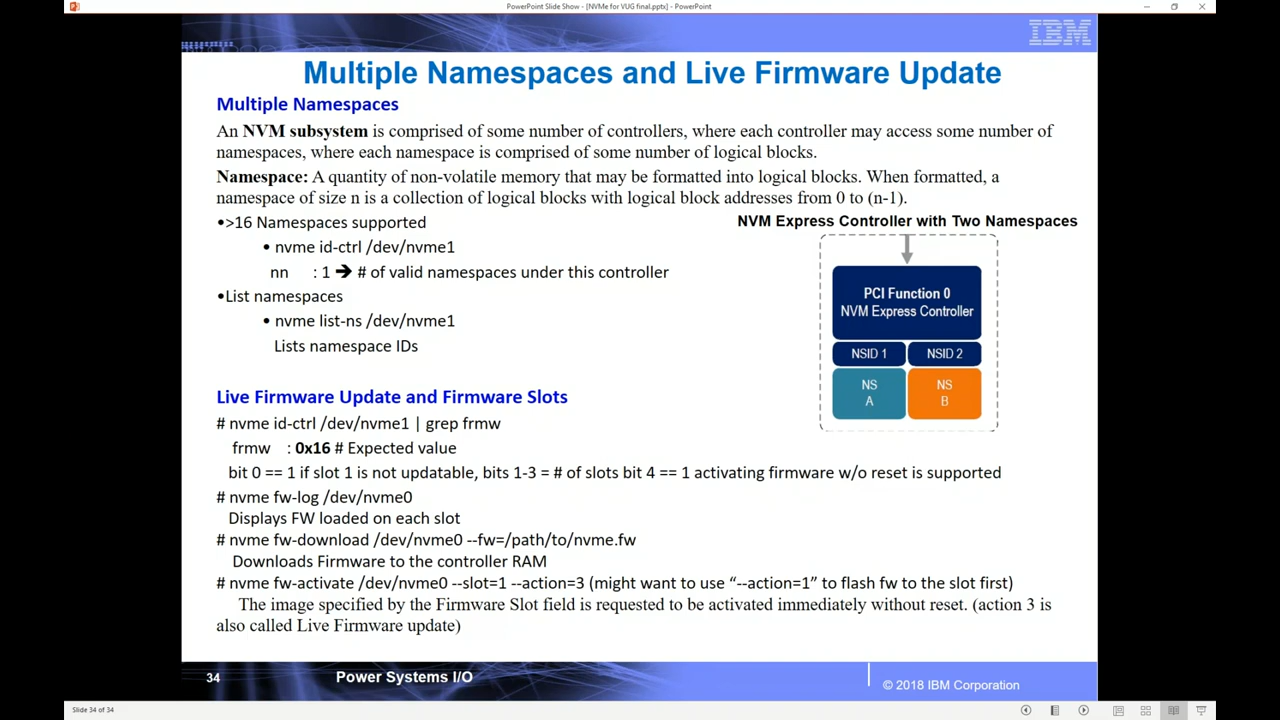 PowerPoint Slide Show - [NVMe for VUG final.pptx] - PowerPoint
IBM
Multiple Namespaces and Live Firmware Update
Multiple Namespaces
An NVM subsystem is comprised of some number of controllers, where each controller may access some number of
namespaces, where each namespace is comprised of some number of logical blocks.
Namespace: A quantity of non-volatile memory that may be formatted into logical blocks. When formatted, a
namespace of size n is a collection of logical blocks with logical block addresses from 0 to (n-1).
•>16 Namespaces supported
• nvme id-ctrl /dev/nvme1
nn : 1 ➔ # of valid namespaces under this controller
•List namespaces
• nvme list-ns /dev/nvme1
Lists namespace IDs
NVM Express Controller with Two Namespaces
PCI Function 0
NVM Express Controller
NSID 1 NSID 2
NS NS
A B
Live Firmware Update and Firmware Slots
# nvme id-ctrl /dev/nvme1 | grep frmw
frmw : 0x16 # Expected value
bit 0 == 1 if slot 1 is not updatable, bits 1-3 = # of slots bit 4 == 1 activating firmware w/o reset is supported
# nvme fw-log /dev/nvme0
Displays FW loaded on each slot
# nvme fw-download /dev/nvme0 --fw=/path/to/nvme.fw
Downloads Firmware to the controller RAM
# nvme fw-activate /dev/nvme0 --slot=1 --action=3 (might want to use “--action=1” to flash fw to the slot first)
The image specified by the Firmware Slot field is requested to be activated immediately without reset. (action 3 is
also called Live Firmware update)
34 Power Systems I/O © 2018 IBM Corporation
Slide 34 of 34